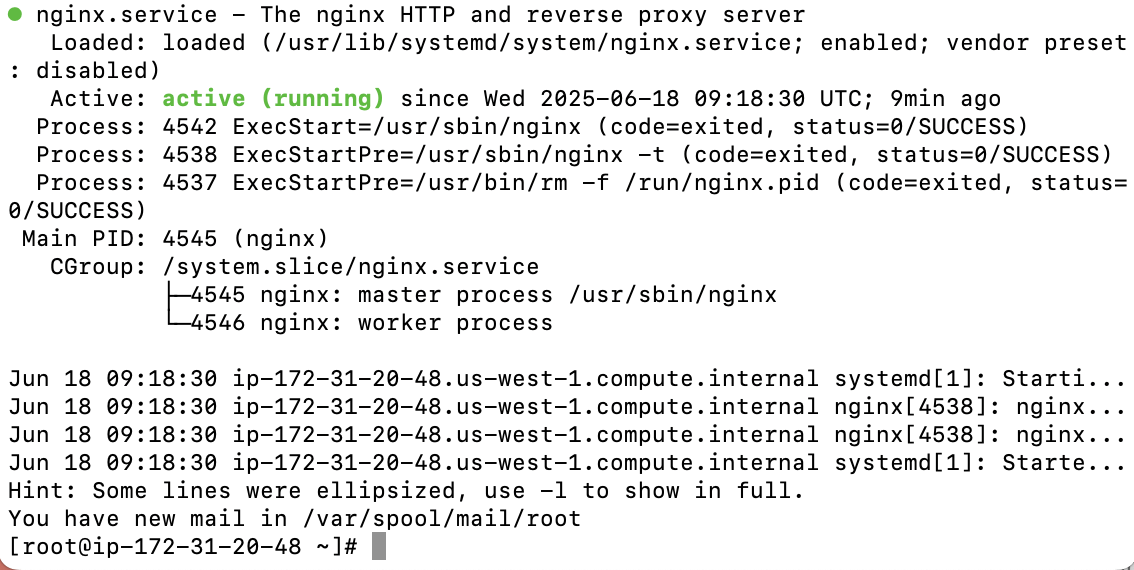 ● nginx.service - The nginx HTTP and reverse proxy server
   Loaded: loaded (/usr/lib/systemd/system/nginx.service; enabled; vendor preset
: disabled)
   Active: active (running) since Wed 2025-06-18 09:18:30 UTC; 9min ago
  Process: 4542 ExecStart=/usr/sbin/nginx (code=exited, status=0/SUCCESS)
  Process: 4538 ExecStartPre=/usr/sbin/nginx -t (code=exited, status=0/SUCCESS)
  Process: 4537 ExecStartPre=/usr/bin/rm -f /run/nginx.pid (code=exited, status=
0/SUCCESS)
 Main PID: 4545 (nginx)
   CGroup: /system.slice/nginx.service
           ├─4545 nginx: master process /usr/sbin/nginx
           └─4546 nginx: worker process

Jun 18 09:18:30 ip-172-31-20-48.us-west-1.compute.internal systemd[1]: Starti...
Jun 18 09:18:30 ip-172-31-20-48.us-west-1.compute.internal nginx[4538]: nginx...
Jun 18 09:18:30 ip-172-31-20-48.us-west-1.compute.internal nginx[4538]: nginx...
Jun 18 09:18:30 ip-172-31-20-48.us-west-1.compute.internal systemd[1]: Starte...
Hint: Some lines were ellipsized, use -l to show in full.
You have new mail in /var/spool/mail/root
[root@ip-172-31-20-48 ~]#